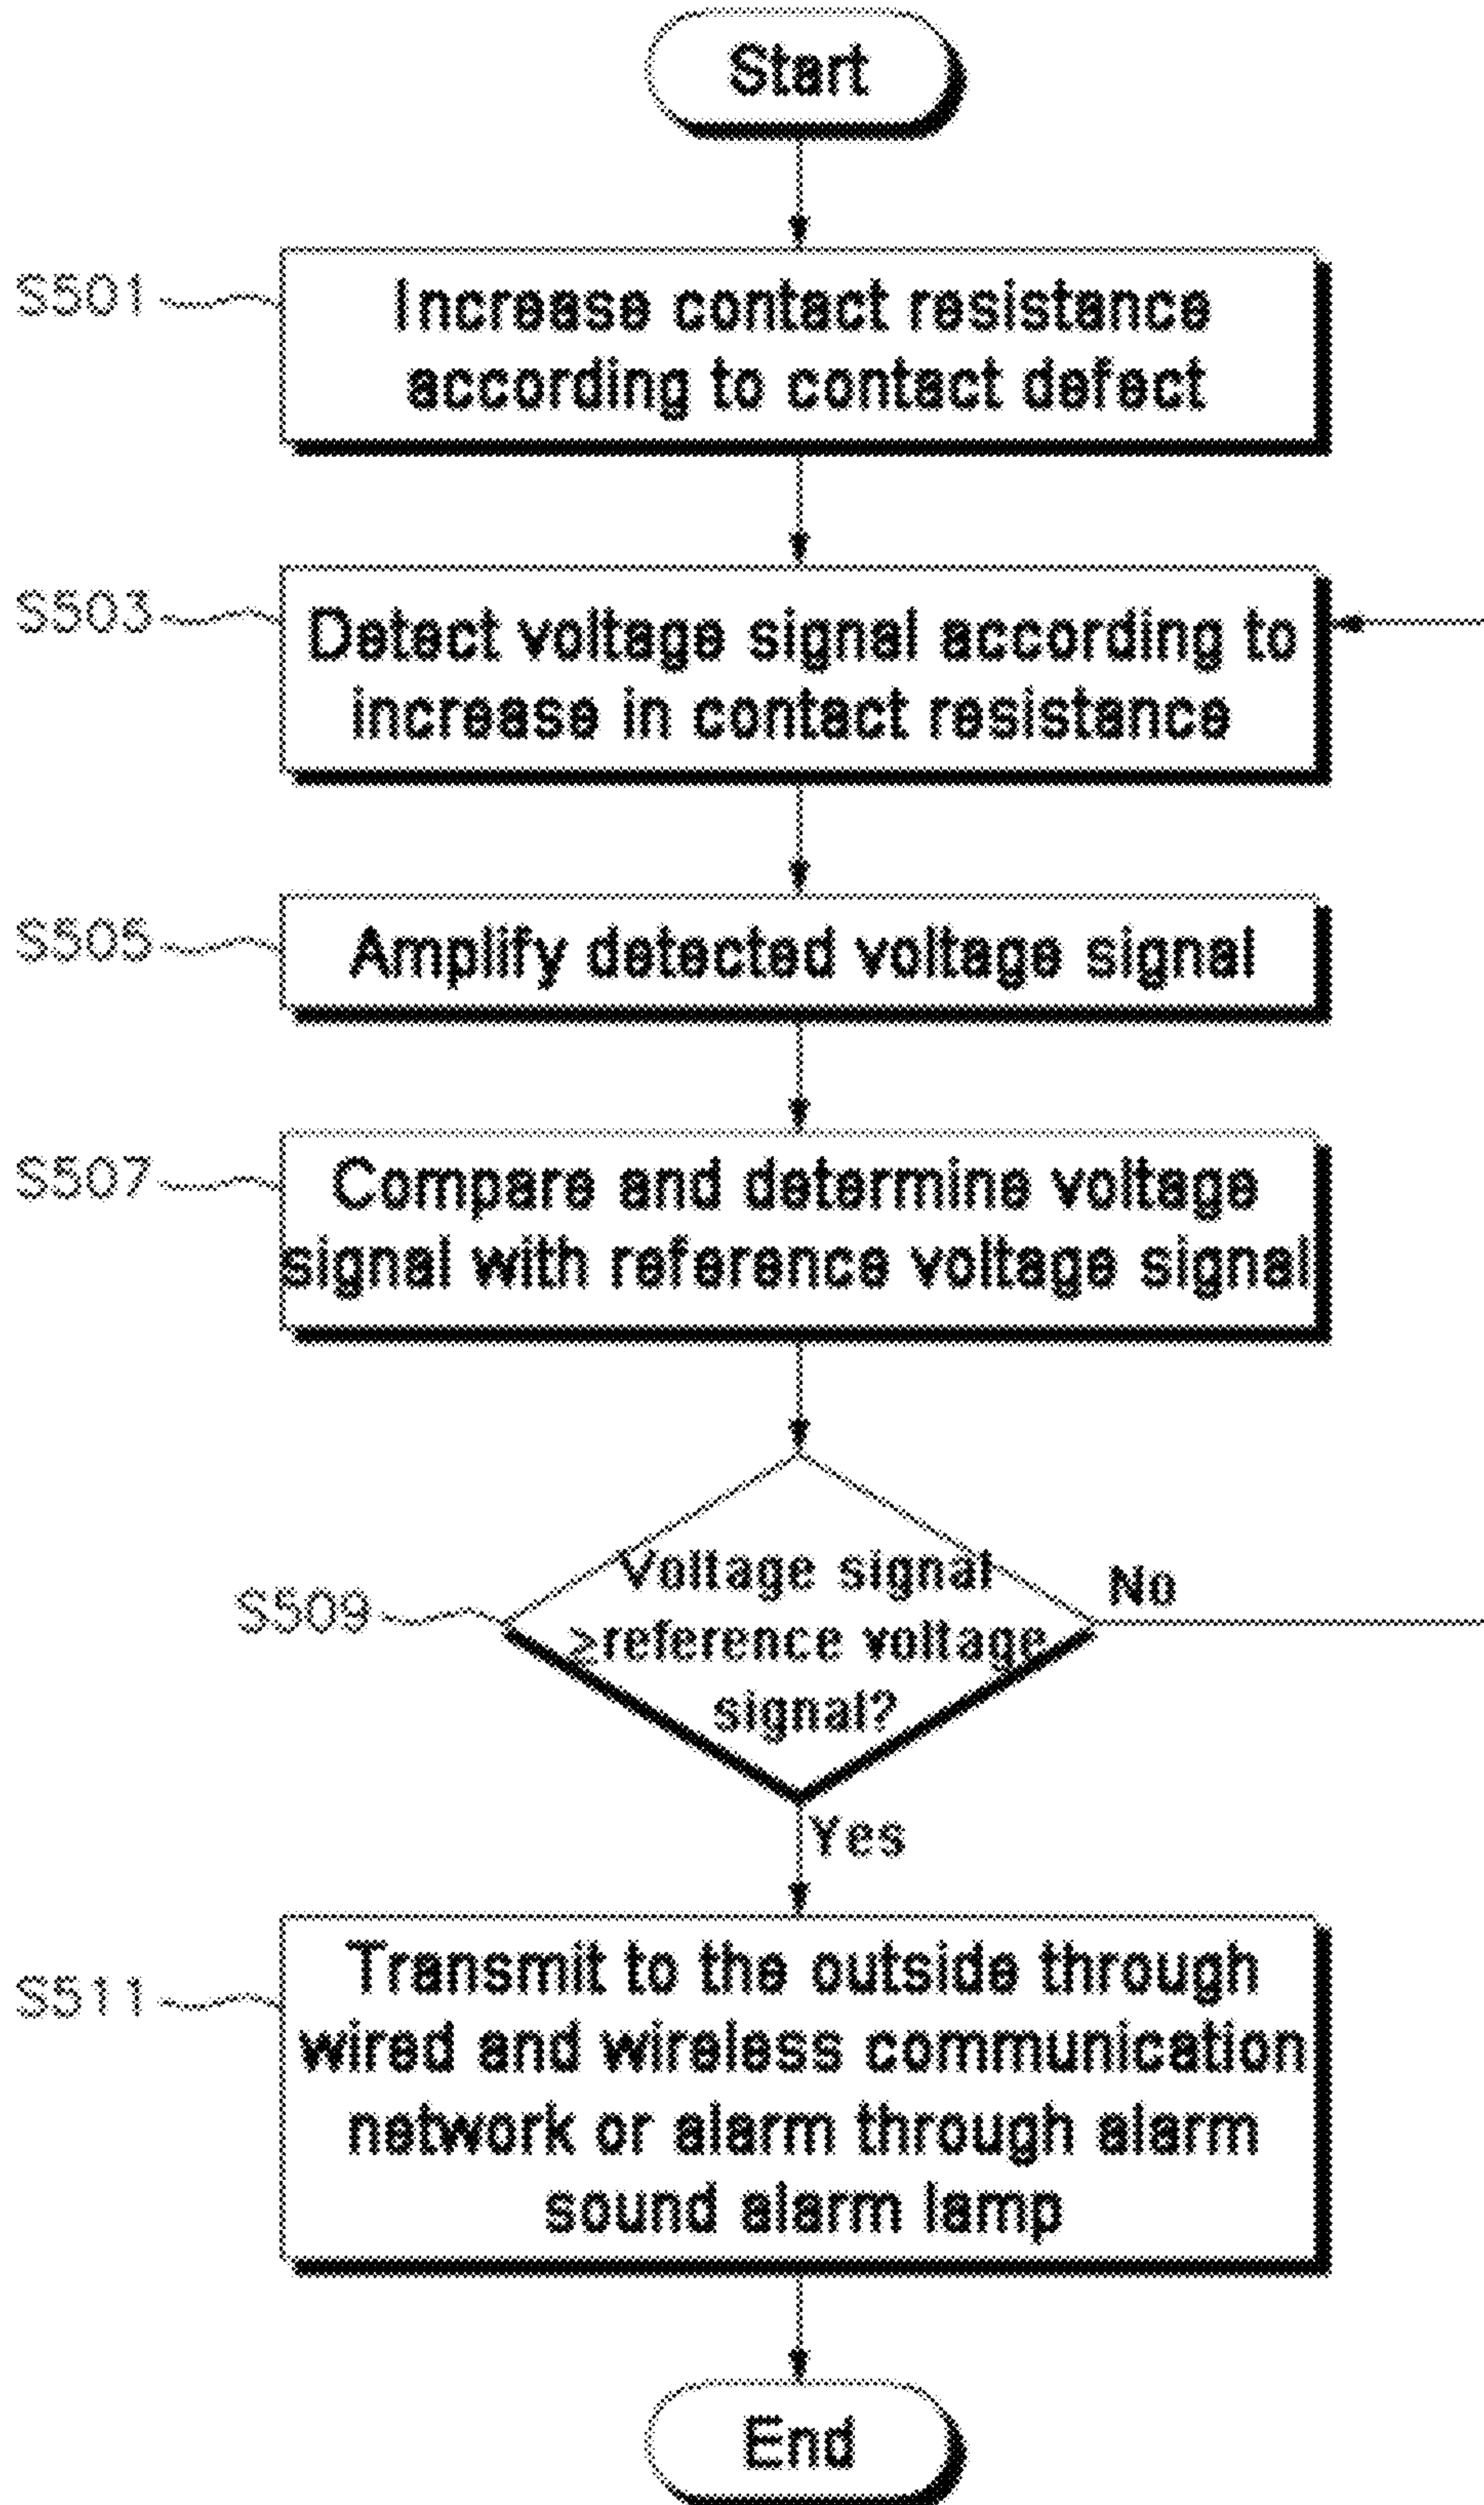 Start
S501
Increase contact resistance
according to contact defect
S503
Detect voltage signal according to
increase in contact resistance
S505
Amplify detected voltage signal
S507
Compare and determine voltage
signal with reference voltage signal
S509
Voltage signal
≥reference voltage
signal?
No
Yes
S511
Transmit to the outside through
wired and wireless communication
network or alarm through alarm
sound alarm lamp
End